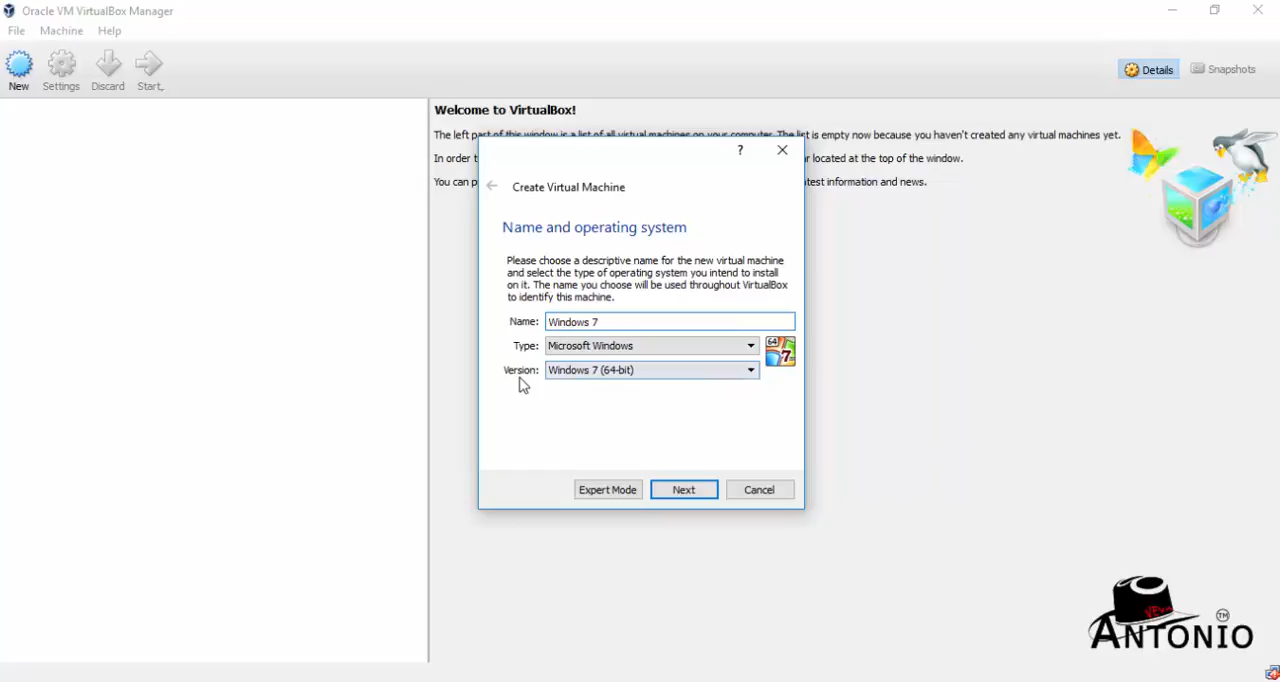 Oracle VM VirtualBox Manager
File Machine Help
New Settings Discard Start
Details Snapshots
Welcome to VirtualBox!
The left part of this window is a list of all virtual machines on your computer. The list is empty now because you haven't created any virtual machines yet.
In order t
r located at the top of the window.
You can p
test information and news.
?
Create Virtual Machine
Name and operating system
Please choose a descriptive name for the new virtual machine
and select the type of operating system you intend to install
on it. The name you choose will be used throughout VirtualBox
to identify this machine.
Name: Windows 7
Type: Microsoft Windows
64
7
Version: Windows 7 (64-bit)
Expert Mode Next Cancel
ANTONIO TM